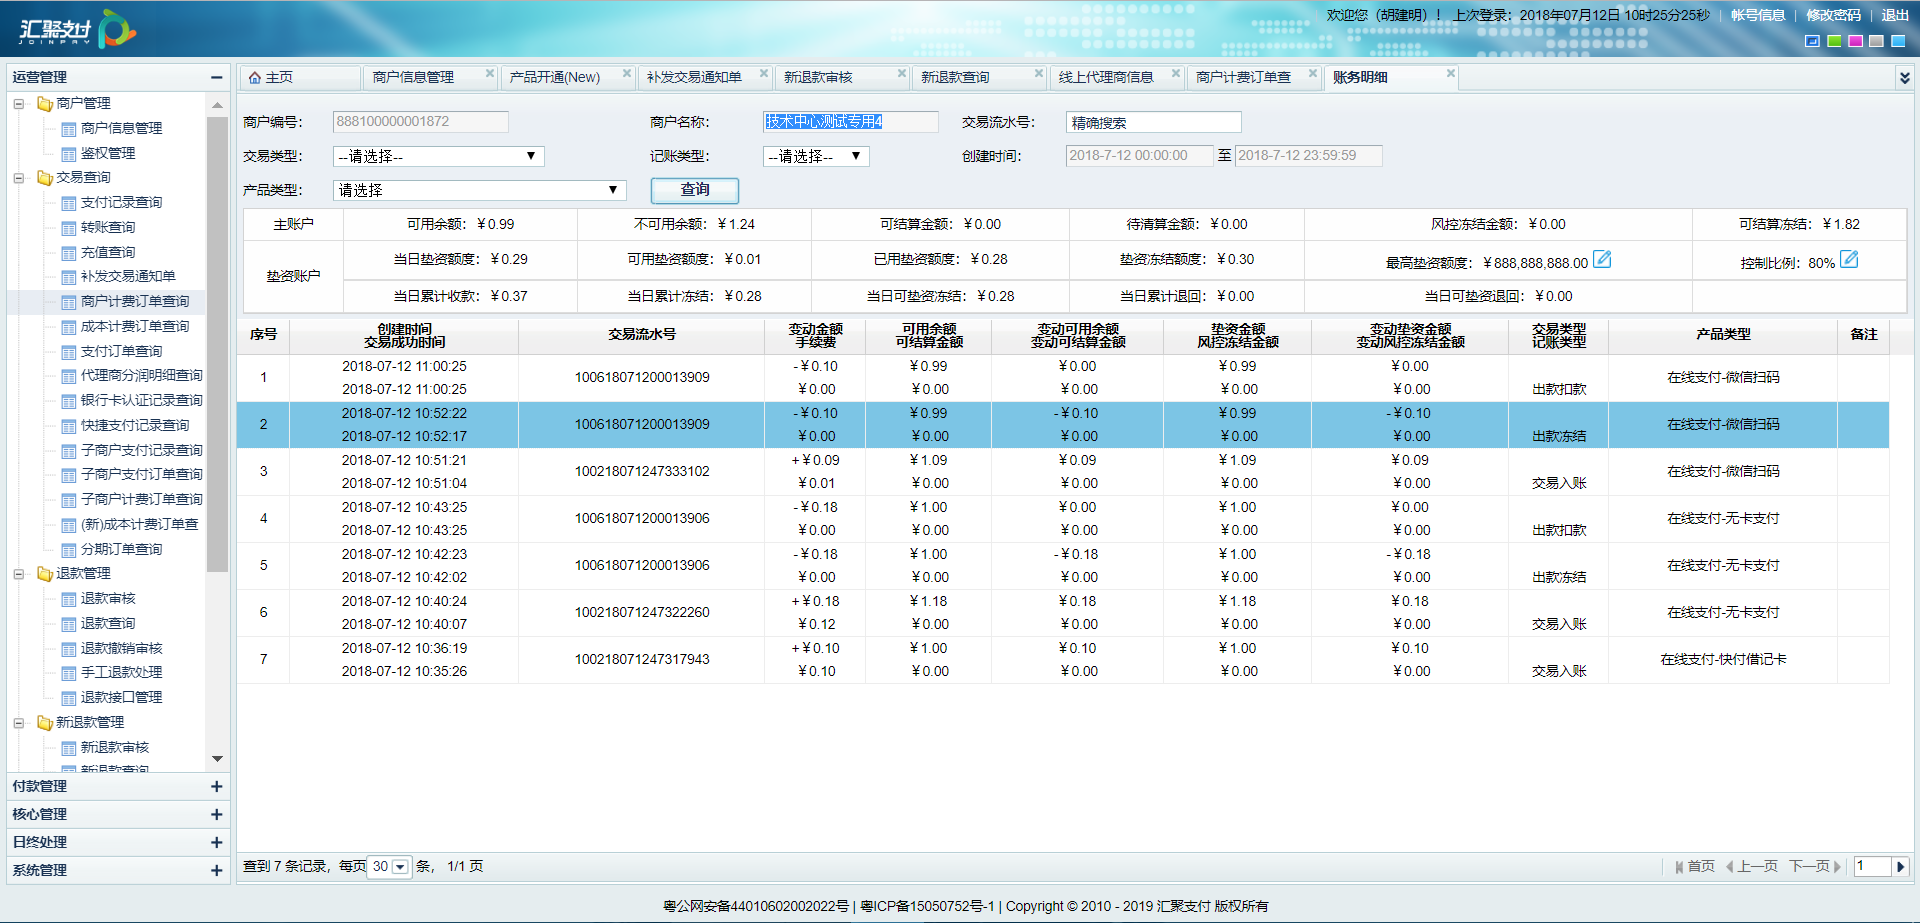 汇聚支付
JOINPAY
欢迎您（胡建明）！ 上次登录：2018年07月12日 10时25分25秒 | 帐号信息 | 修改密码 | 退出
运营管理
商户管理
商户信息管理
鉴权管理
交易查询
支付记录查询
转账查询
充值查询
补发交易通知单
商户计费订单查询
成本计费订单查询
支付订单查询
代理商分润明细查询
银行卡认证记录查询
快捷支付记录查询
子商户支付记录查询
子商户支付订单查询
子商户计费订单查询
(新)成本计费订单查
分期订单查询
退款管理
退款审核
退款查询
退款撤销审核
手工退款处理
退款接口管理
新退款管理
新退款审核
新退款查询
付款管理
核心管理
日终处理
系统管理
主页 商户信息管理 产品开通(New) 补发交易通知单 新退款审核 新退款查询 线上代理商信息 商户计费订单查 账务明细
商户编号： 888100000001872 商户名称： 技术中心测试专用4 交易流水号： 精确搜索
交易类型： --请选择-- 记账类型： --请选择-- 创建时间： 2018-7-12 00:00:00 至 2018-7-12 23:59:59
产品类型： 请选择 查询
主账户 可用余额：￥0.99 不可用余额：￥1.24 可结算金额：￥0.00 待清算金额：￥0.00 风控冻结金额：￥0.00 可结算冻结：￥1.82
垫资账户 当日垫资额度：￥0.29 可用垫资额度：￥0.01 已用垫资额度：￥0.28 垫资冻结额度：￥0.30 最高垫资额度：￥888,888,888.00 控制比例：80%
当日累计收款：￥0.37 当日累计冻结：￥0.28 当日可垫资冻结：￥0.28 当日累计退回：￥0.00 当日可垫资退回：￥0.00
序号 创建时间 交易流水号 变动金额 可用余额 变动可用余额 垫资金额 变动垫资金额 交易类型 产品类型 备注
交易成功时间 手续费 可结算金额 变动可结算金额 风控冻结金额 变动风控冻结金额 记账类型
1 2018-07-12 11:00:25 100618071200013909 -￥0.10 ￥0.99 ￥0.00 ￥0.99 ￥0.00 在线支付-微信扫码
2018-07-12 11:00:25 ￥0.00 ￥0.00 ￥0.00 ￥0.00 ￥0.00 出款扣款
2 2018-07-12 10:52:22 100618071200013909 -￥0.10 ￥0.99 -￥0.10 ￥0.99 -￥0.10 在线支付-微信扫码
2018-07-12 10:52:17 ￥0.00 ￥0.00 ￥0.00 ￥0.00 ￥0.00 出款冻结
3 2018-07-12 10:51:21 100218071247333102 +￥0.09 ￥1.09 ￥0.09 ￥1.09 ￥0.09 在线支付-微信扫码
2018-07-12 10:51:04 ￥0.01 ￥0.00 ￥0.00 ￥0.00 ￥0.00 交易入账
4 2018-07-12 10:43:25 100618071200013906 -￥0.18 ￥1.00 ￥0.00 ￥1.00 ￥0.00 在线支付-无卡支付
2018-07-12 10:43:25 ￥0.00 ￥0.00 ￥0.00 ￥0.00 ￥0.00 出款扣款
5 2018-07-12 10:42:23 100618071200013906 -￥0.18 ￥1.00 -￥0.18 ￥1.00 -￥0.18 在线支付-无卡支付
2018-07-12 10:42:02 ￥0.00 ￥0.00 ￥0.00 ￥0.00 ￥0.00 出款冻结
6 2018-07-12 10:40:24 100218071247322260 +￥0.18 ￥1.18 ￥0.18 ￥1.18 ￥0.18 在线支付-无卡支付
2018-07-12 10:40:07 ￥0.12 ￥0.00 ￥0.00 ￥0.00 ￥0.00 交易入账
7 2018-07-12 10:36:19 100218071247317943 +￥0.10 ￥1.00 ￥0.10 ￥1.00 ￥0.10 在线支付-快付借记卡
2018-07-12 10:35:26 ￥0.10 ￥0.00 ￥0.00 ￥0.00 ￥0.00 交易入账
查到 7 条记录，每页 30 条， 1/1 页 首页 上一页 下一页 1
粤公网安备44010602002022号 | 粤ICP备15050752号-1 | Copyright © 2010 - 2019 汇聚支付 版权所有